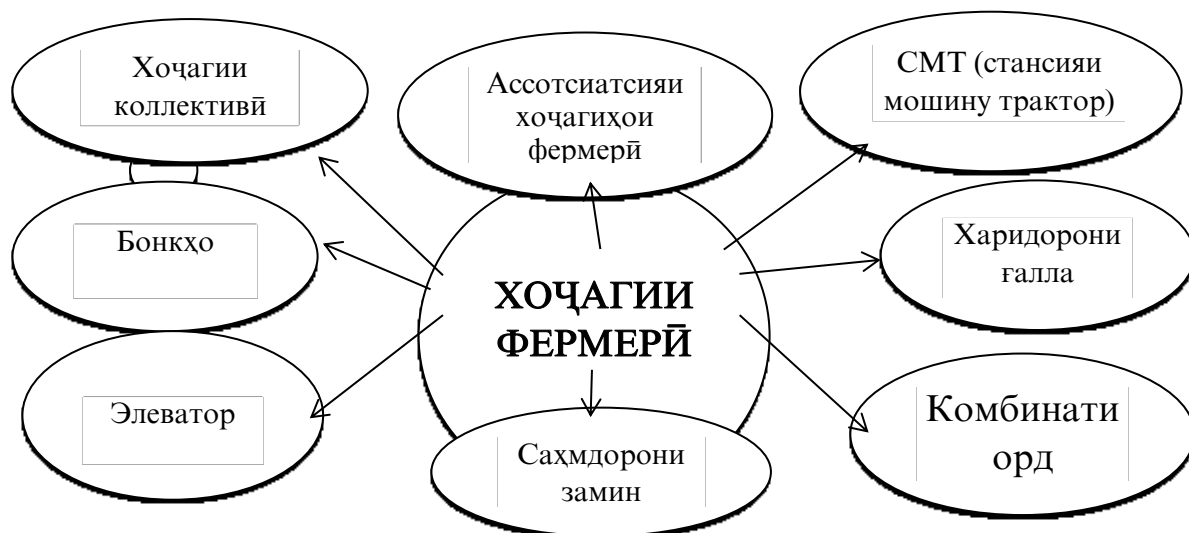 Хоҷагии
коллективӣ
Ассотсиатсияи
хоҷагиҳои
фермерӣ
СМТ (стансияи
мошину трактор)
Бонкҳо
ХОҶАГИИ
ФЕРМЕРӢ
Харидорони
ғалла
Элеватор
Саҳмдорони
замин
Комбинати
орд